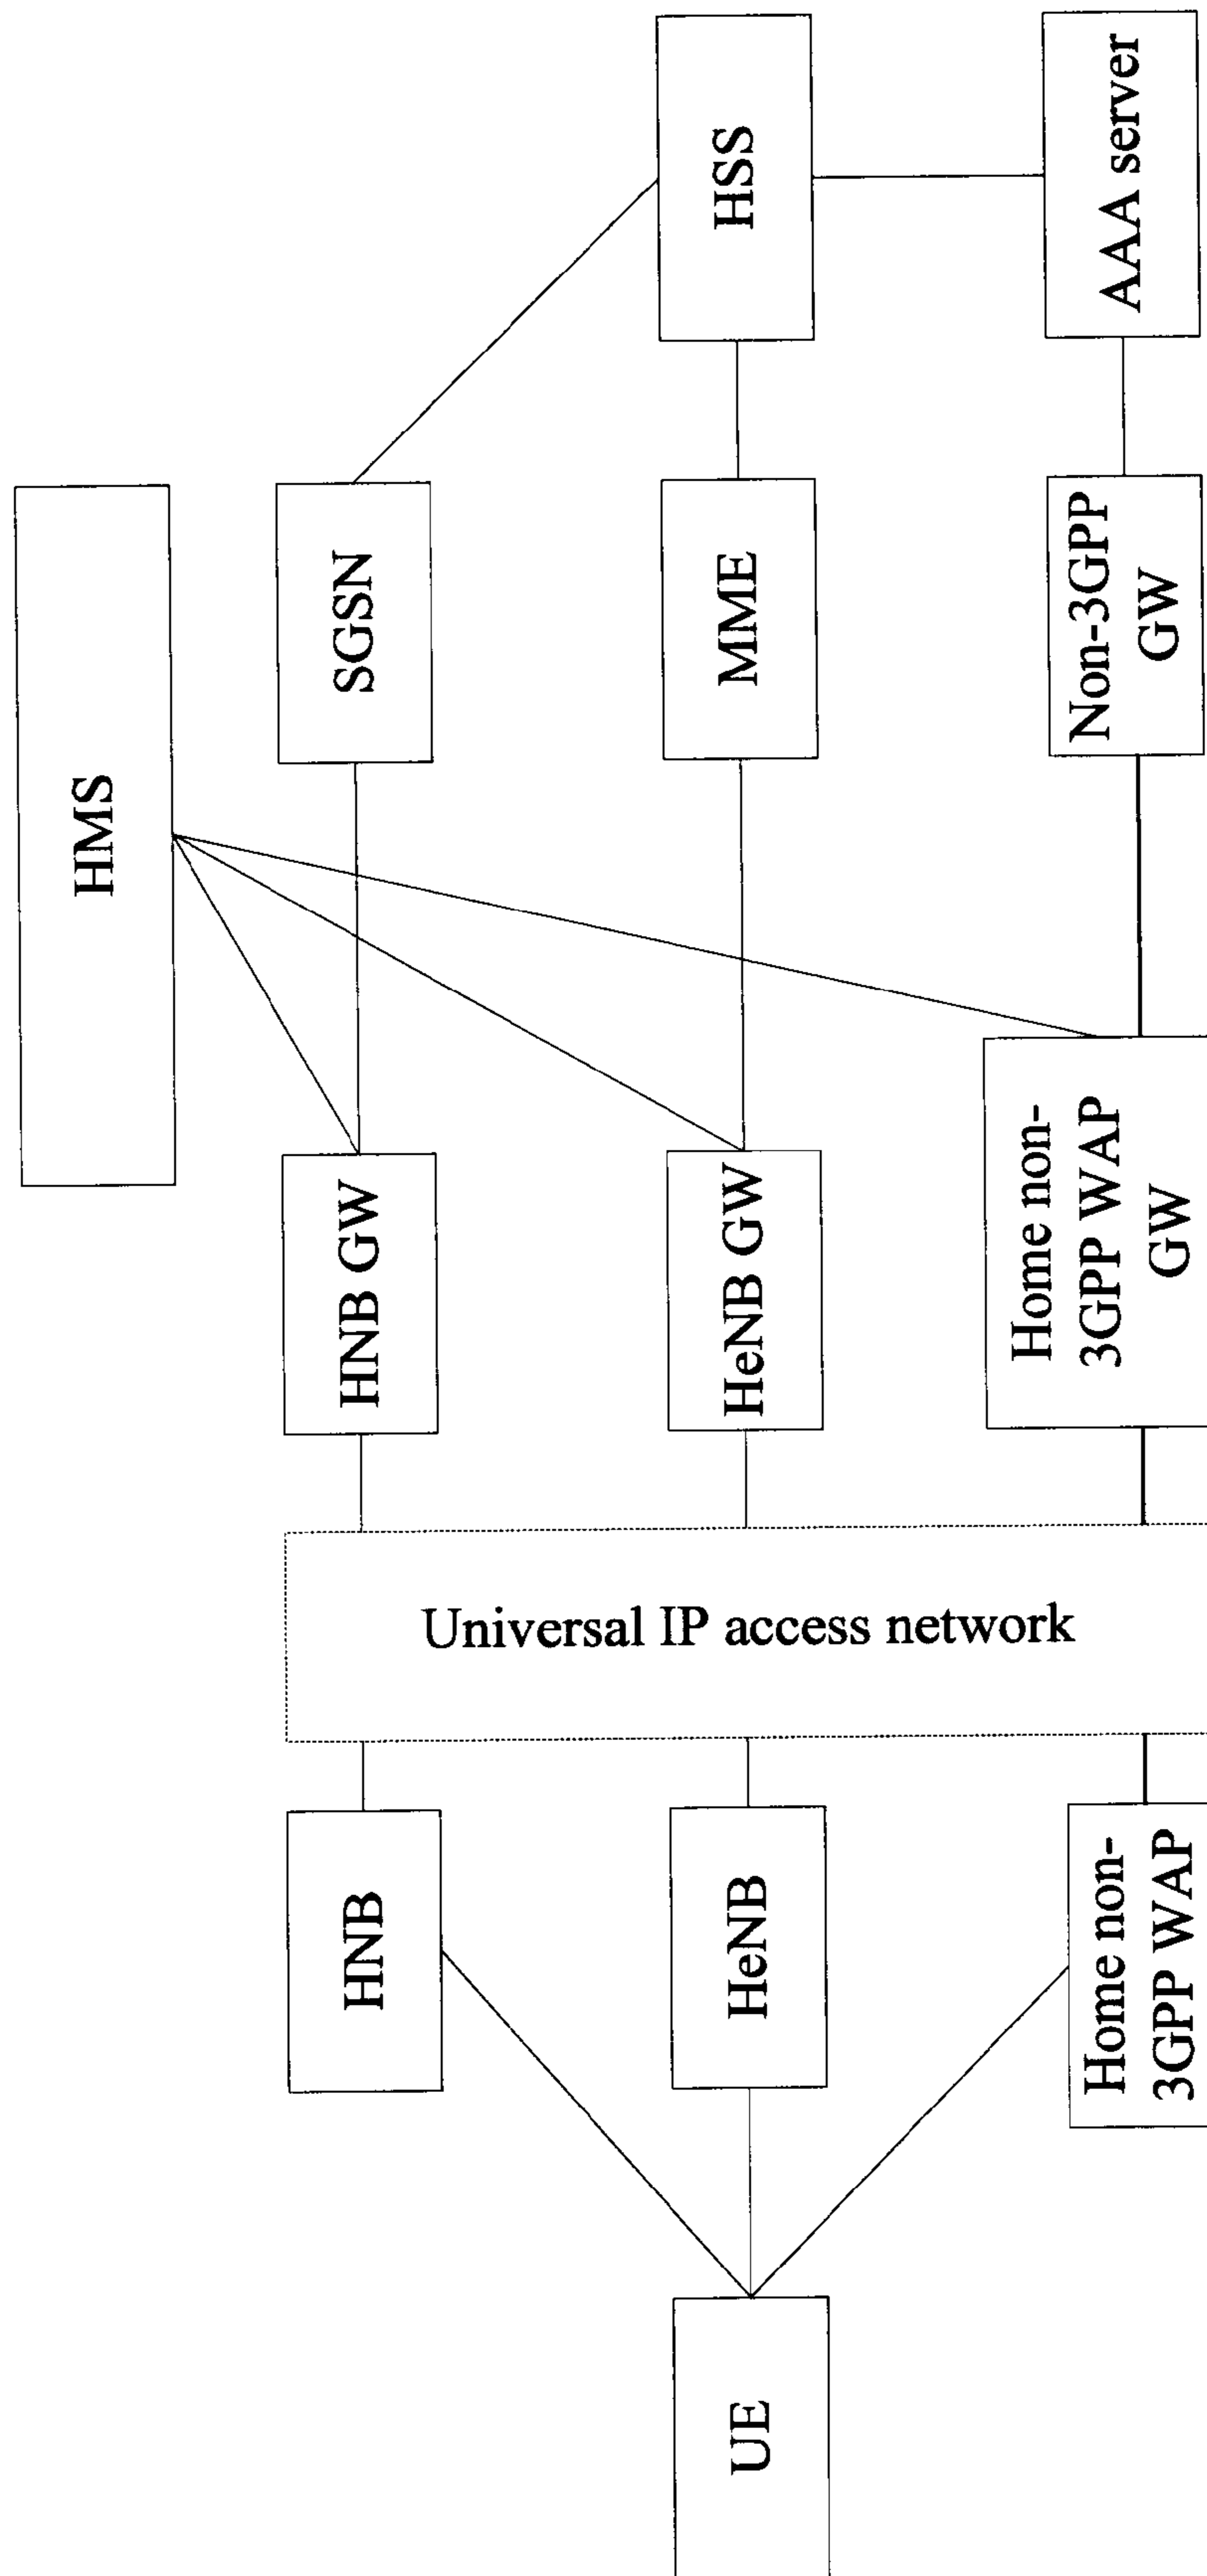 HMS
SGSN
HSS
HNB GW
HNB
MME
HeNB GW
HeNB
UE
AAA server
Non-3GPP
GW
Home non-
3GPP WAP
GW
Universal IP access network
Home non-
3GPP WAP